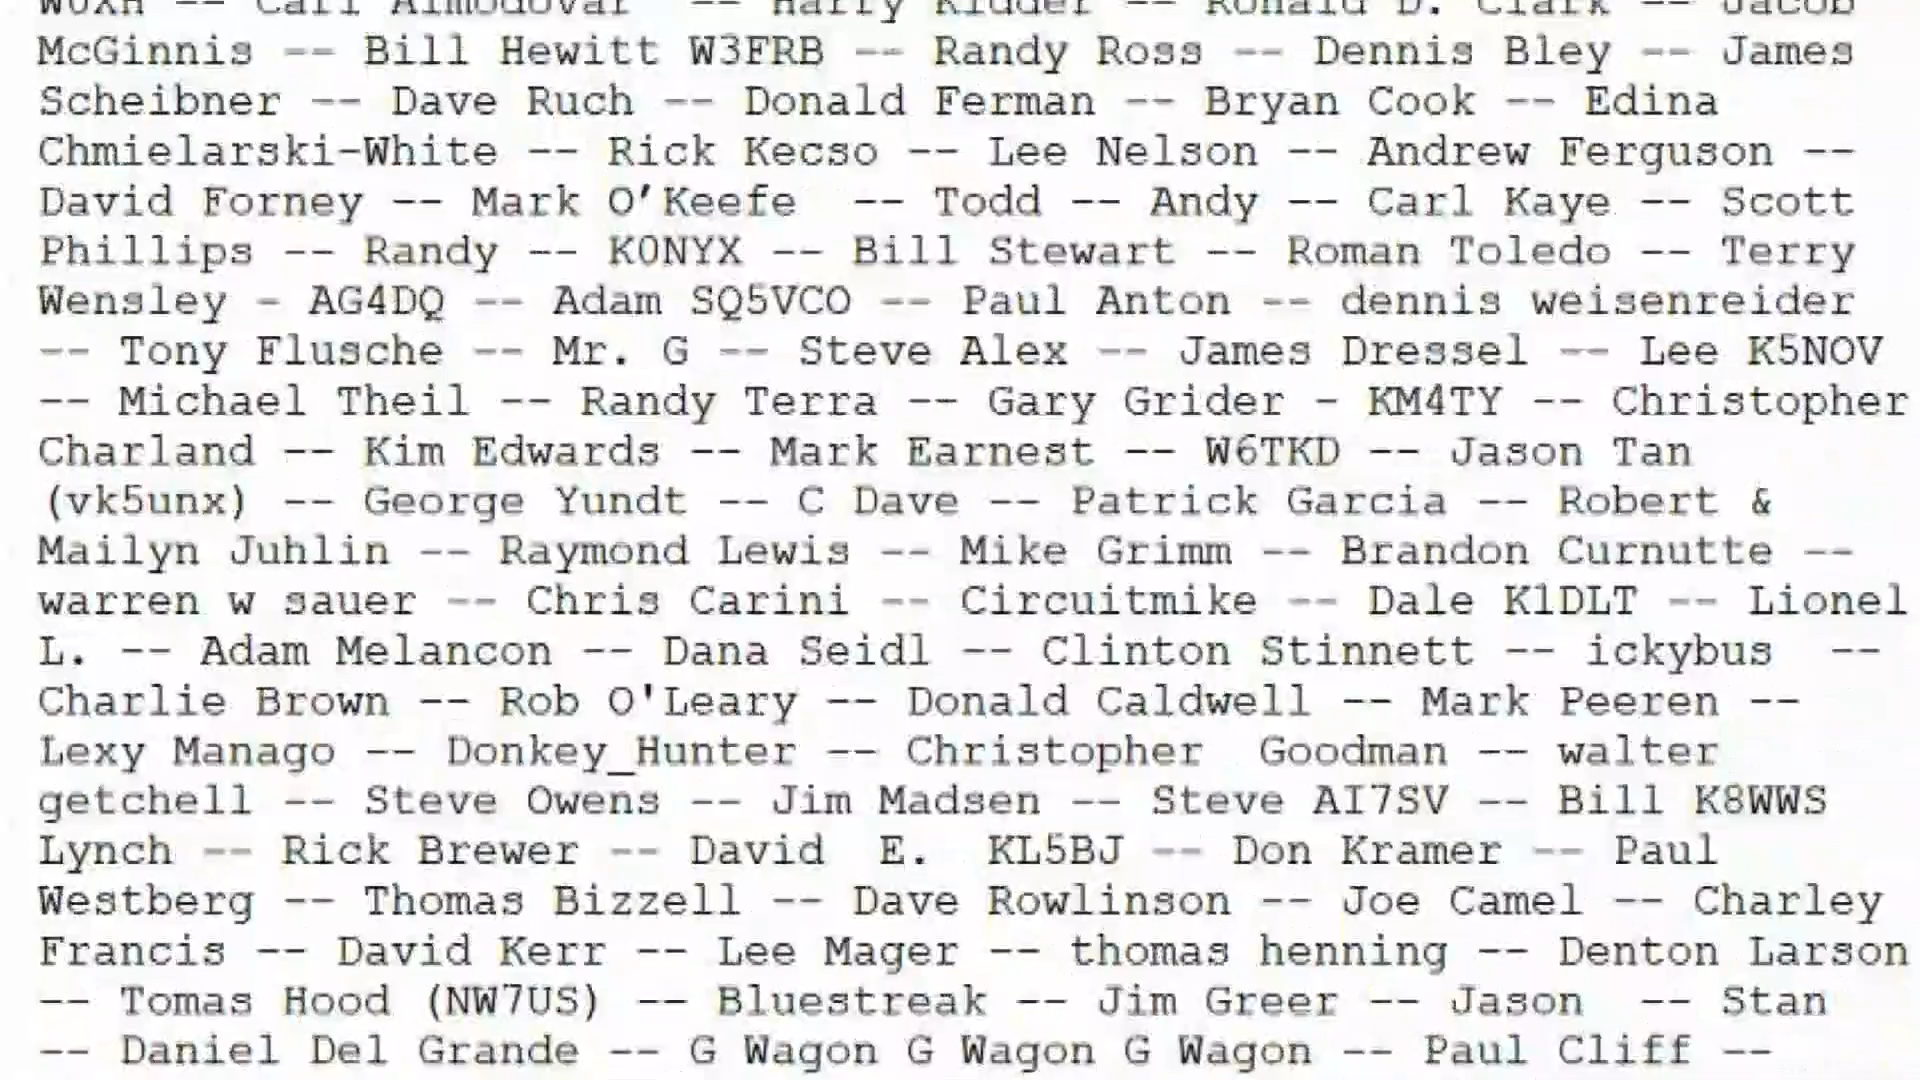 McGinnis -- Bill Hewitt W3FRB -- Randy Ross -- Dennis Bley -- James
Scheibner -- Dave Ruch -- Donald Ferman -- Bryan Cook -- Edina
Chmielarski-White -- Rick Kecso -- Lee Nelson -- Andrew Ferguson --
David Forney -- Mark O’Keefe  -- Todd -- Andy -- Carl Kaye -- Scott
Phillips -- Randy -- K0NYX -- Bill Stewart -- Roman Toledo -- Terry
Wensley - AG4DQ -- Adam SQ5VCO -- Paul Anton -- dennis weisenreider
-- Tony Flusche -- Mr. G -- Steve Alex -- James Dressel -- Lee K5NOV
-- Michael Theil -- Randy Terra -- Gary Grider - KM4TY -- Christopher
Charland -- Kim Edwards -- Mark Earnest -- W6TKD -- Jason Tan
(vk5unx) -- George Yundt -- C Dave -- Patrick Garcia -- Robert &
Mailyn Juhlin -- Raymond Lewis -- Mike Grimm -- Brandon Curnutte --
warren w sauer -- Chris Carini -- Circuitmike -- Dale K1DLT -- Lionel
L. -- Adam Melancon -- Dana Seidl -- Clinton Stinnett -- ickybus  --
Charlie Brown -- Rob O'Leary -- Donald Caldwell -- Mark Peeren --
Lexy Manago -- Donkey_Hunter -- Christopher  Goodman -- walter
getchell -- Steve Owens -- Jim Madsen -- Steve AI7SV -- Bill K8WWS
Lynch -- Rick Brewer -- David  E.  KL5BJ -- Don Kramer -- Paul
Westberg -- Thomas Bizzell -- Dave Rowlinson -- Joe Camel -- Charley
Francis -- David Kerr -- Lee Mager -- thomas henning -- Denton Larson
-- Tomas Hood (NW7US) -- Bluestreak -- Jim Greer -- Jason  -- Stan
-- Daniel Del Grande -- G Wagon G Wagon G Wagon -- Paul Cliff --